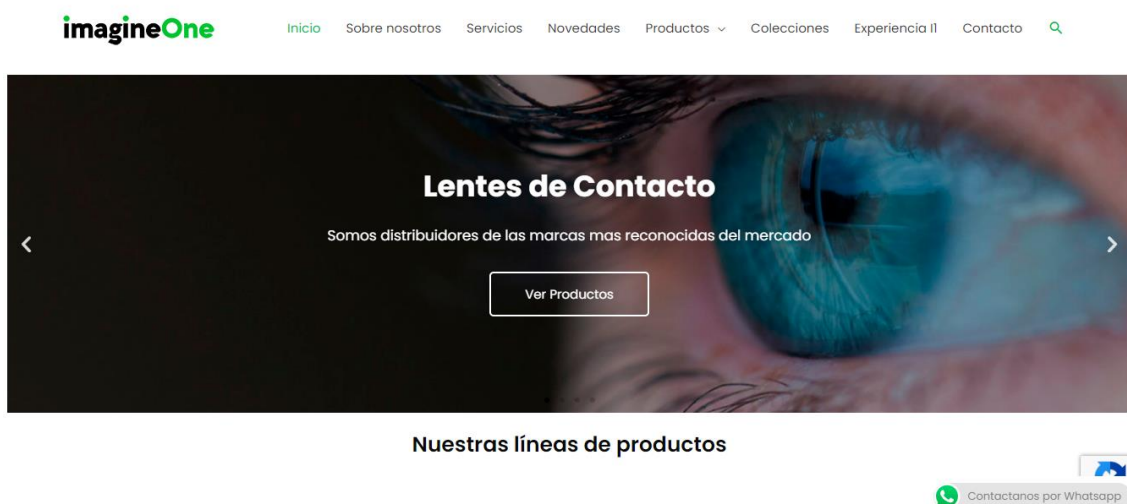 imagineOne
Inicio Sobre nosotros Servicios Novedades Productos Colecciones Experiencia I1 Contacto
Lentes de Contacto
Somos distribuidores de las marcas mas reconocidas del mercado
Ver Productos
Nuestras líneas de productos
Contactanos por Whatsapp